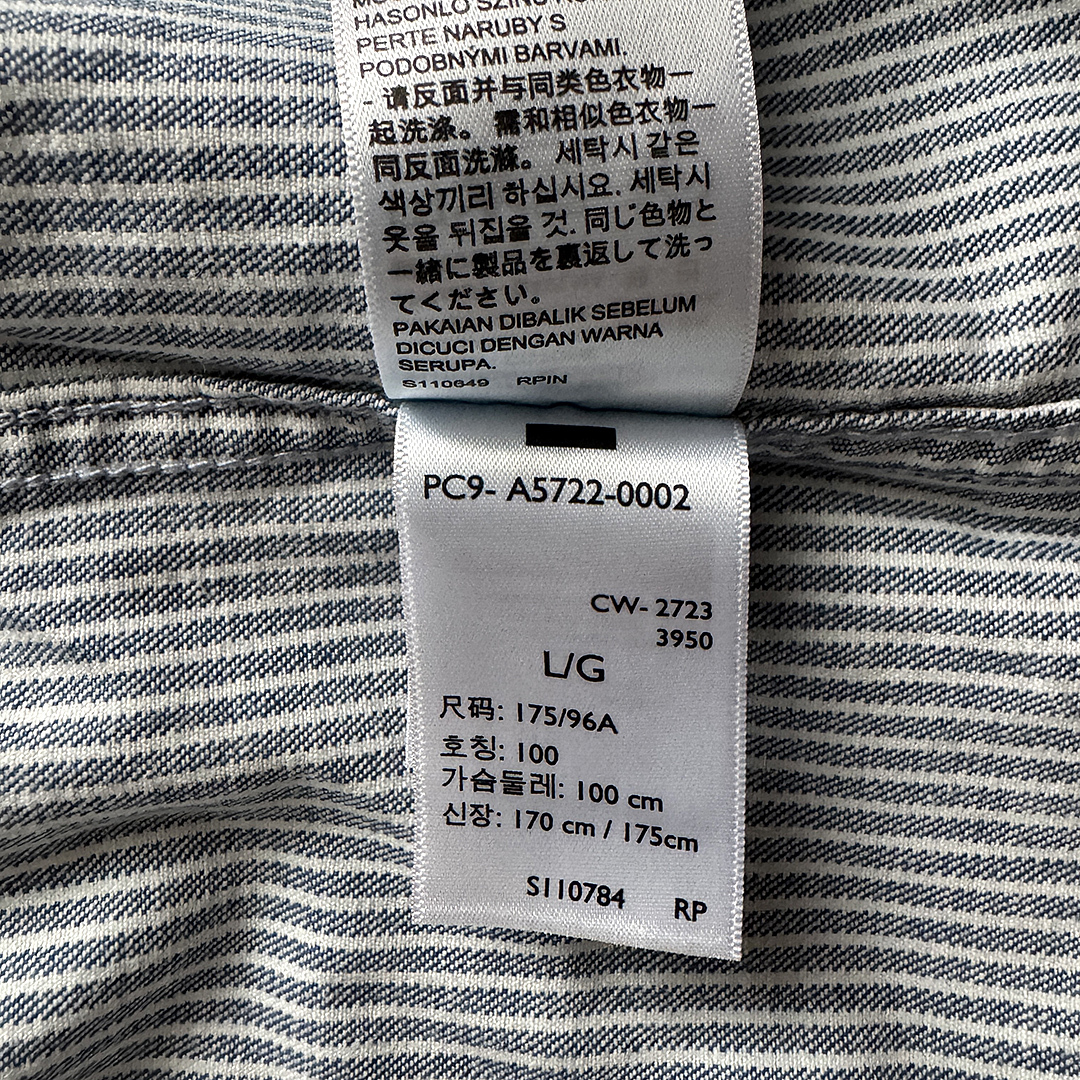 HASONLÓ SZÍNŰ
PERTE NARUBY S
PODOBNÝMI BARVAMI.
- 请反面并与同类色衣物一
起洗涤。 需和相似色衣物一
同反面洗滌。 세탁시 같은
색상끼리 하십시요. 세탁시
옷을 뒤집을 것. 同じ色物と
一緒に製品を裏返して洗っ
てください。
PAKAIAN DIBALIK SEBELUM
DICUCI DENGAN WARNA
SERUPA.
S110649 RPIN
PC9- A5722-0002
CW- 2723
3950
L/G
尺码: 175/96A
호칭: 100
가슴둘레: 100 cm
신장: 170 cm / 175cm
S110784 RP